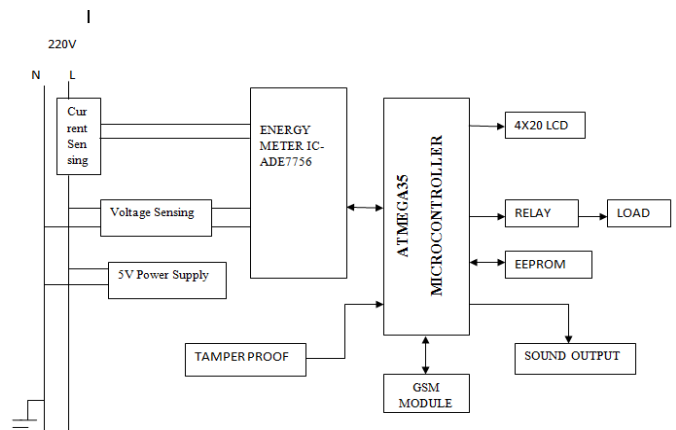 I
220V
N
L
Cur
rent
Sen
sing
ENERGY
METER IC-
ADE7756
Voltage Sensing
5V Power Supply
TAMPER PROOF
ATMEGA35
MICROCONTROLLER
GSM
MODULE
4X20 LCD
RELAY
LOAD
EEPROM
SOUND OUTPUT